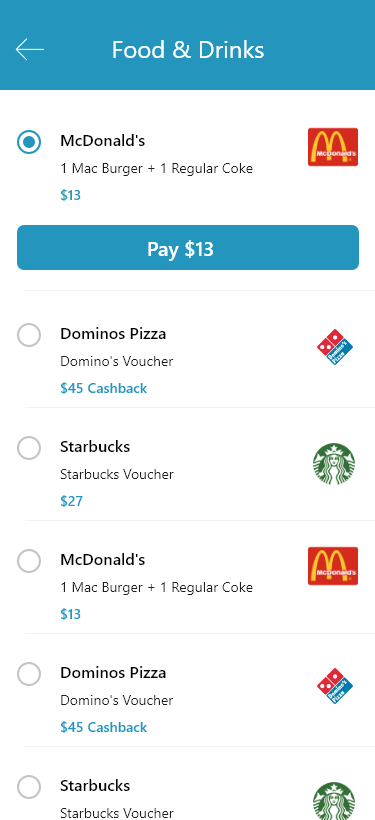 Food & Drinks
McDonald's
1 Mac Burger + 1 Regular Coke
$13
McDonald's
Pay $13
Dominos Pizza
Domino's Voucher
$45 Cashback
Domino's
Pizza
Starbucks
Starbucks Voucher
$27
McDonald's
1 Mac Burger + 1 Regular Coke
$13
McDonald's
Dominos Pizza
Domino's Voucher
$45 Cashback
Domino's
Pizza
Starbucks
Starbucks Voucher